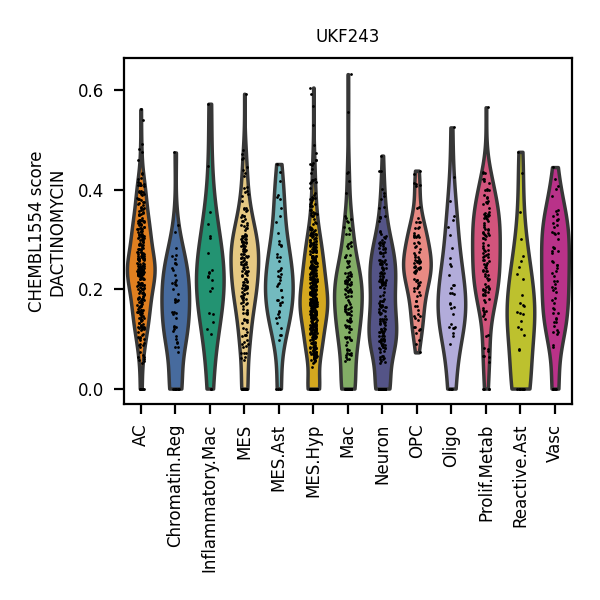 UKF243
CHEMBL1554 score
DACTINOMYCIN
0.6
0.4
0.2
0.0
AC
Chromatin.Reg
Inflammatory.Mac
MES
MES.Ast
MES.Hyp
Mac
Neuron
OPC
Oligo
Prolif.Metab
Reactive.Ast
Vasc